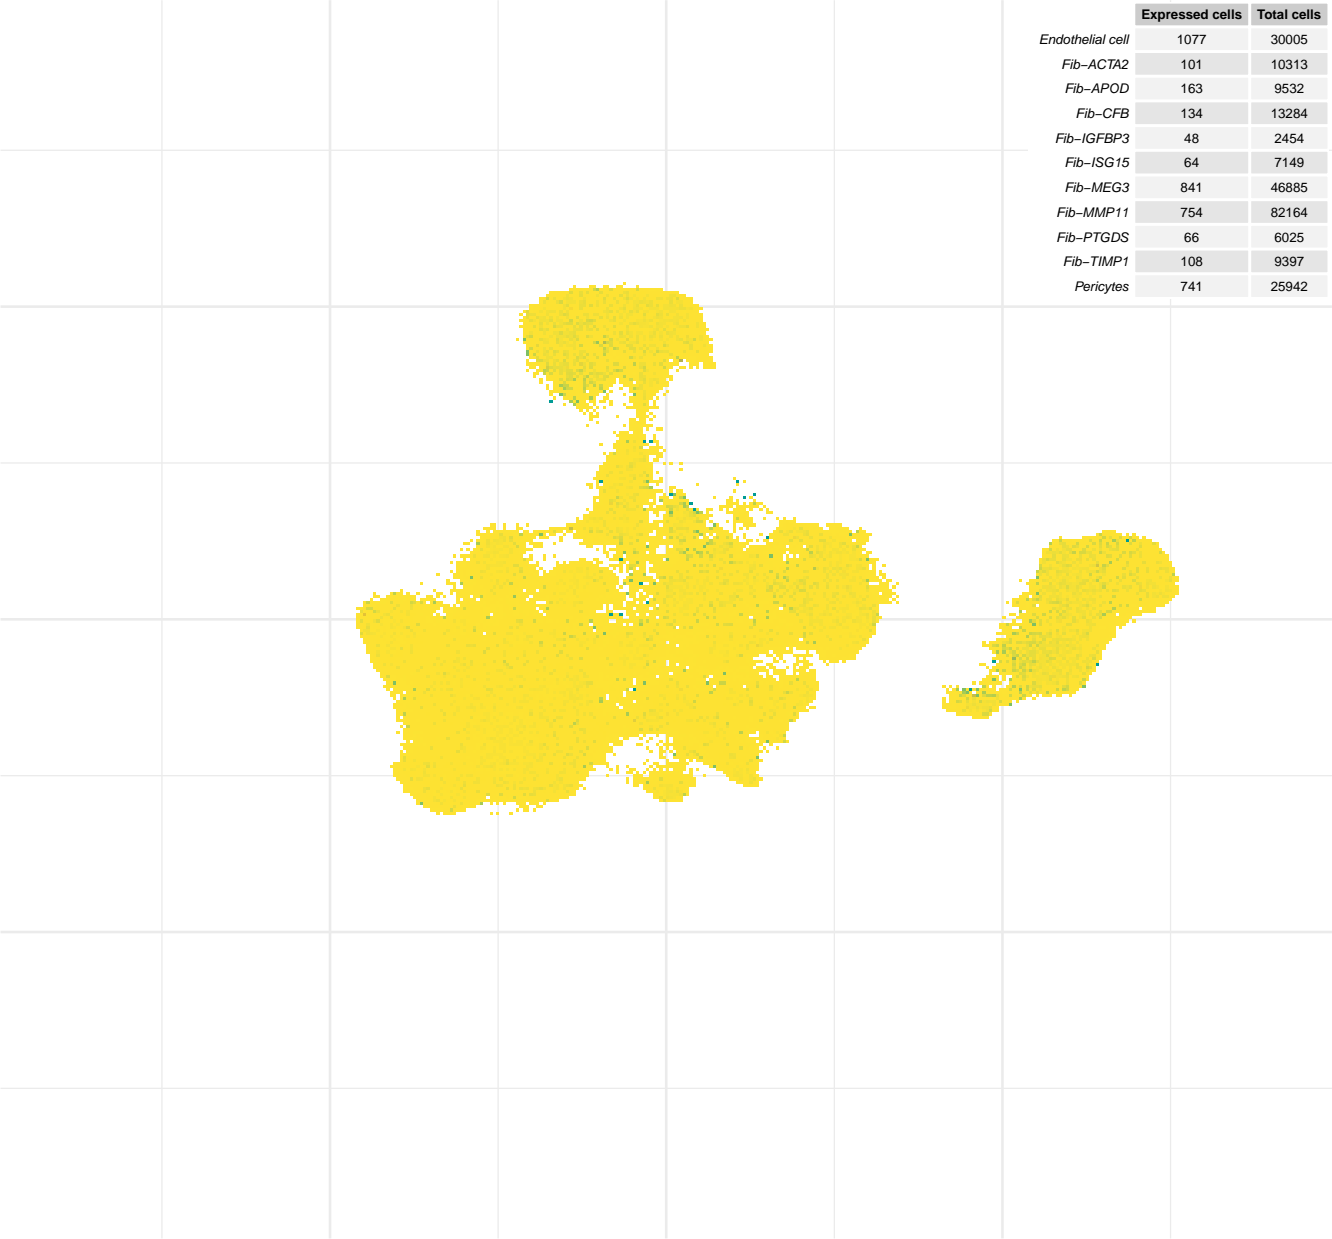 Expressed cells Total cells
Endothelial cell 1077 30005
Fib−ACTA2 101 10313
Fib−APOD 163 9532
Fib−CFB 134 13284
Fib−IGFBP3 48 2454
Fib−ISG15 64 7149
Fib−MEG3 841 46885
Fib−MMP11 754 82164
Fib−PTGDS 66 6025
Fib−TIMP1 108 9397
Pericytes 741 25942